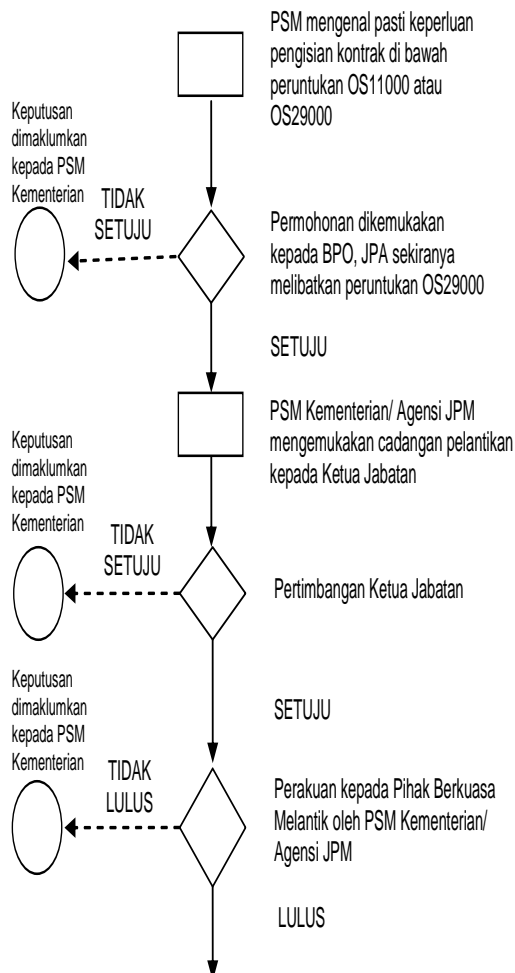 PSM mengenal pasti keperluan
pengisian kontrak di bawah
peruntukan OS11000 atau
OS29000
Keputusan
dimaklumkan
kepada PSM
Kementerian
TIDAK
SETUJU
Permohonan dikemukakan
kepada BPO, JPA sekiranya
melibatkan peruntukan OS29000
SETUJU
PSM Kementerian/ Agensi JPM
mengemukakan cadangan pelantikan
kepada Ketua Jabatan
Keputusan
dimaklumkan
kepada PSM
Kementerian
TIDAK
SETUJU
Pertimbangan Ketua Jabatan
SETUJU
Keputusan
dimaklumkan
kepada PSM
Kementerian
TIDAK
LULUS
Perakuan kepada Pihak Berkuasa
Melantik oleh PSM Kementerian/
Agensi JPM
LULUS